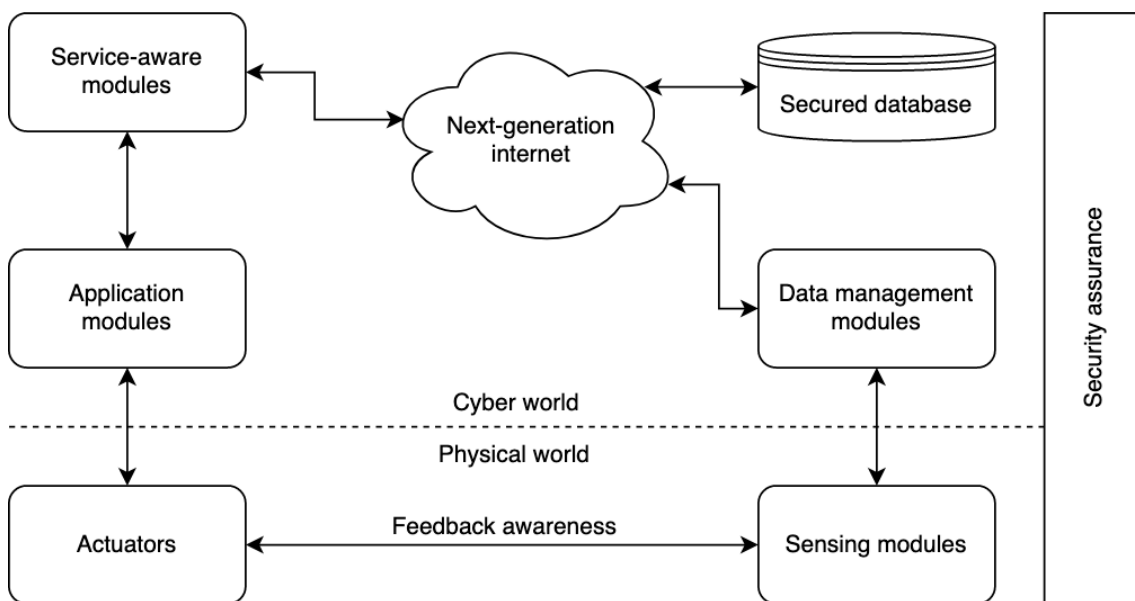 Service-aware
modules
Next-generation
internet
Secured database
Application
modules
Data management
modules
Security assurance
Cyber world
Physical world
Actuators
Feedback awareness
Sensing modules